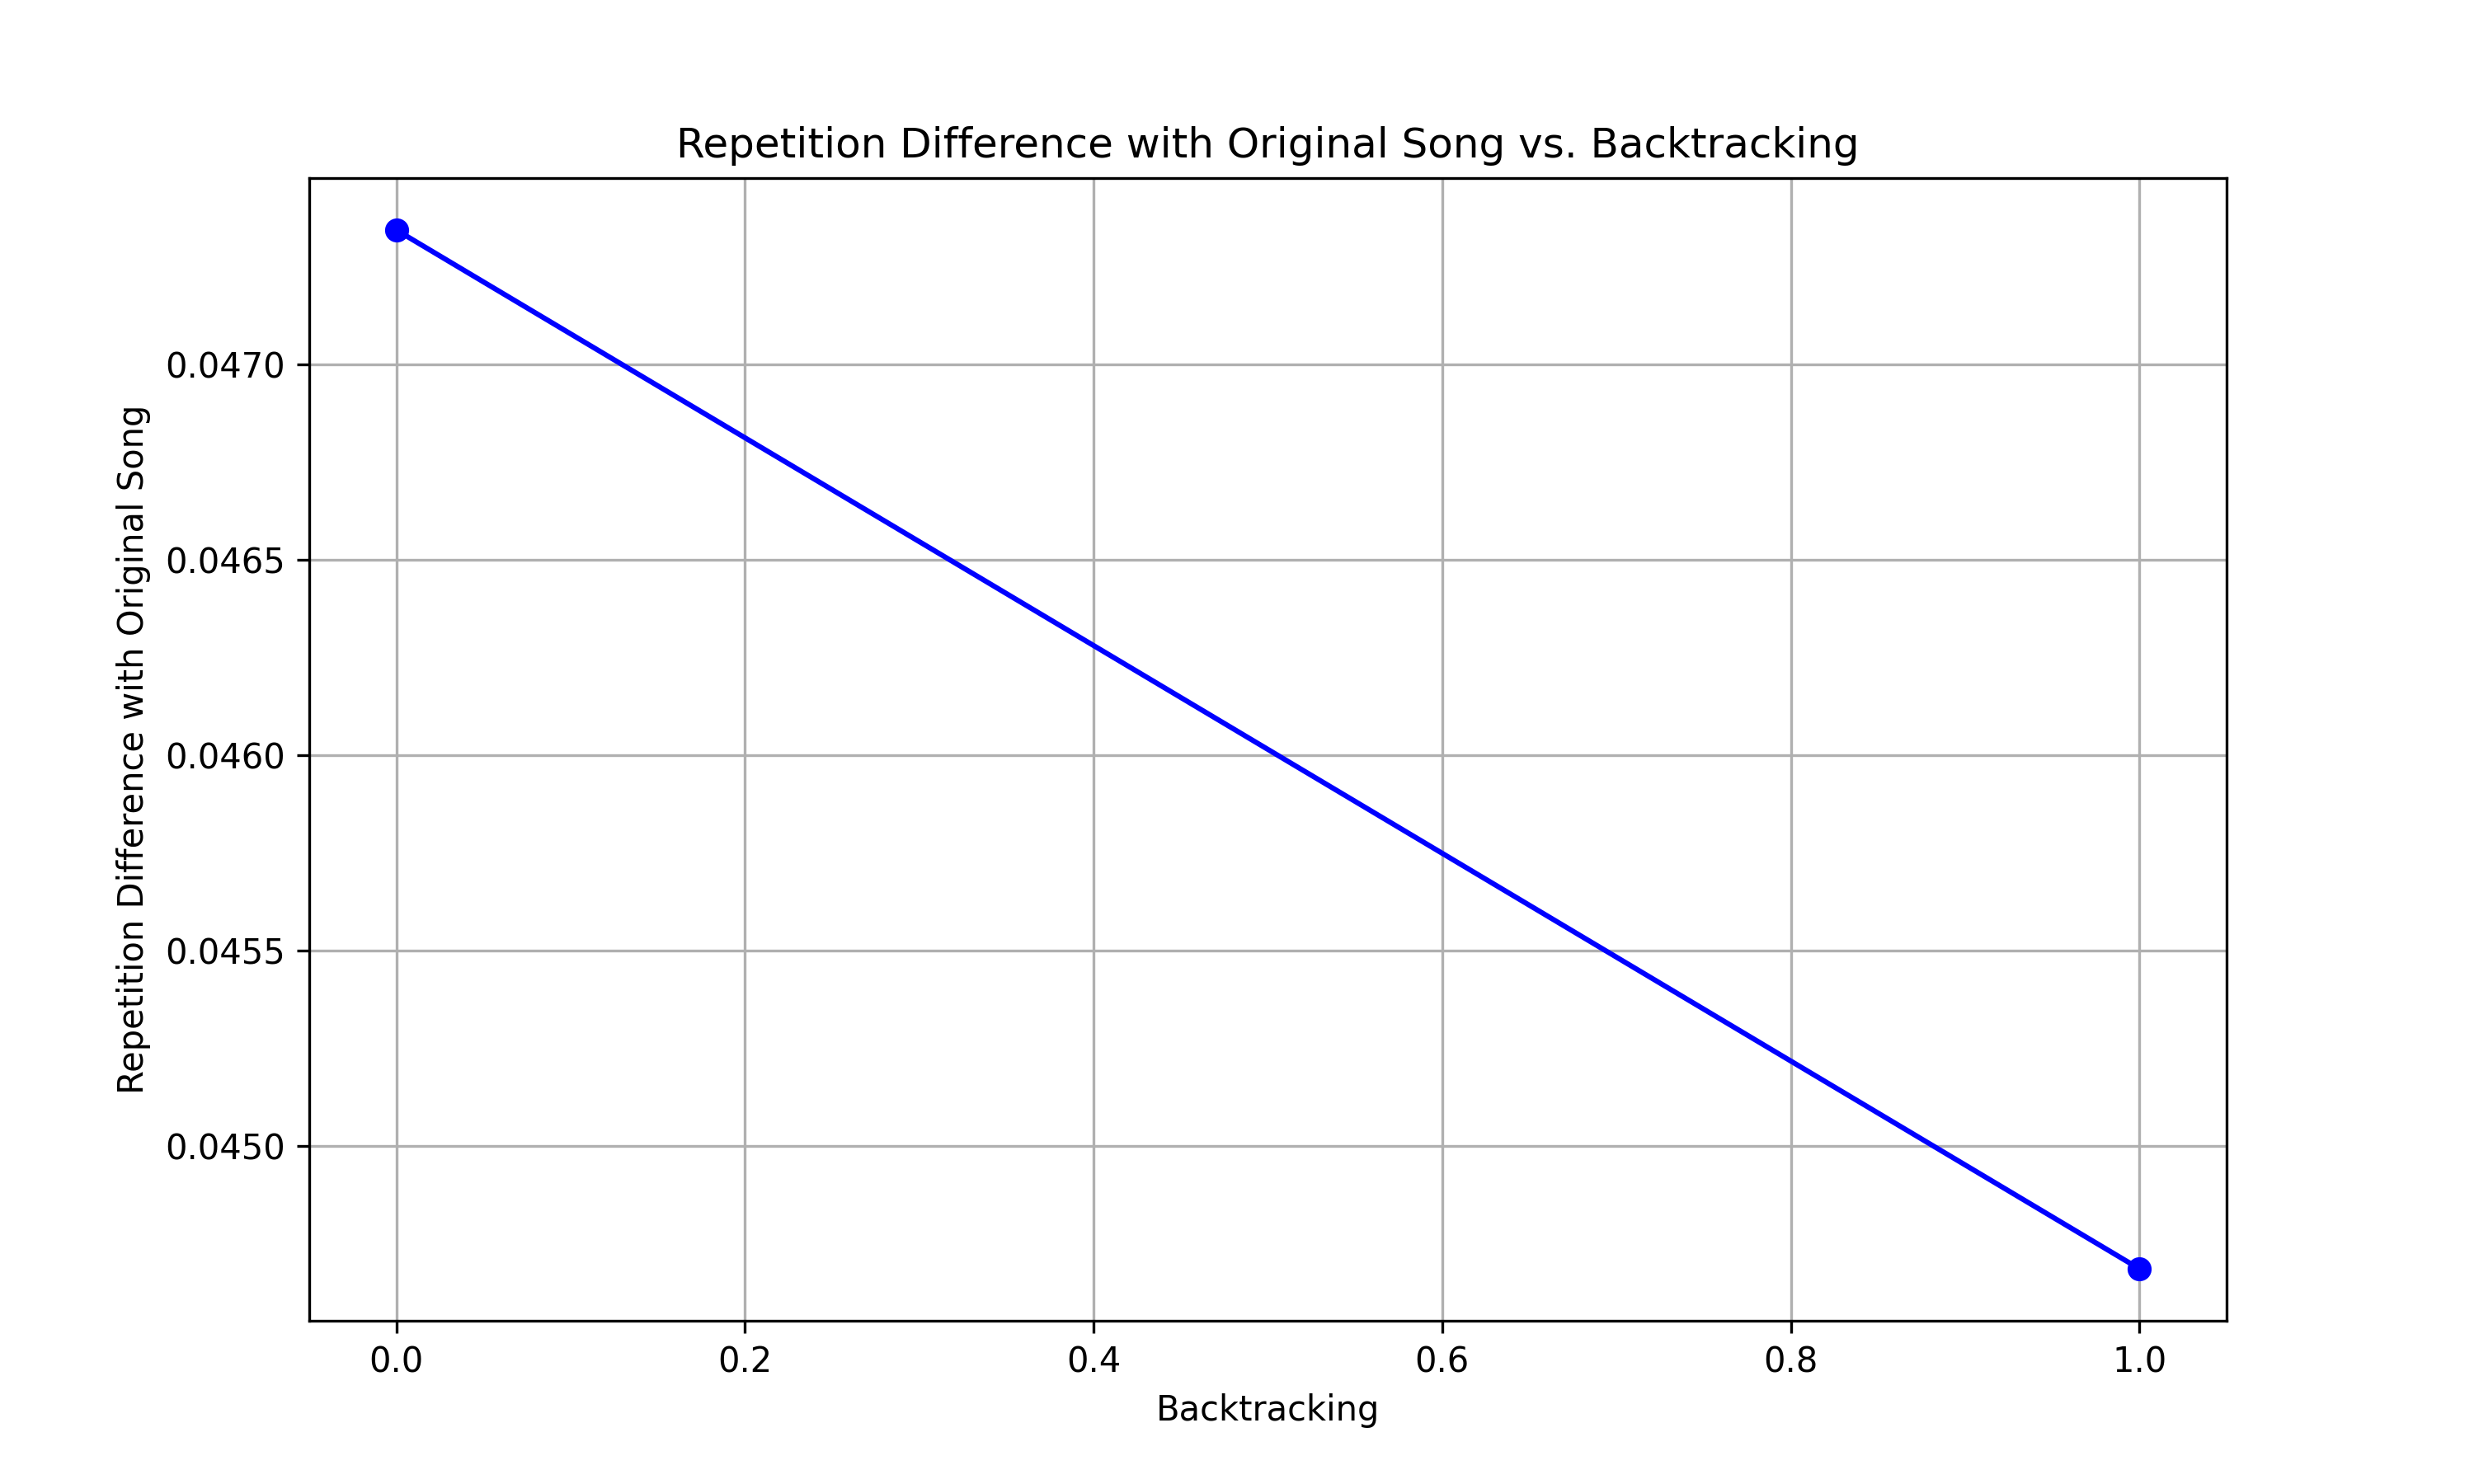 Repetition Difference with Original Song vs. Backtracking
Repetition Difference with Original Song
0.0470
0.0465
0.0460
0.0455
0.0450
0.0 0.2 0.4 0.6 0.8 1.0
Backtracking